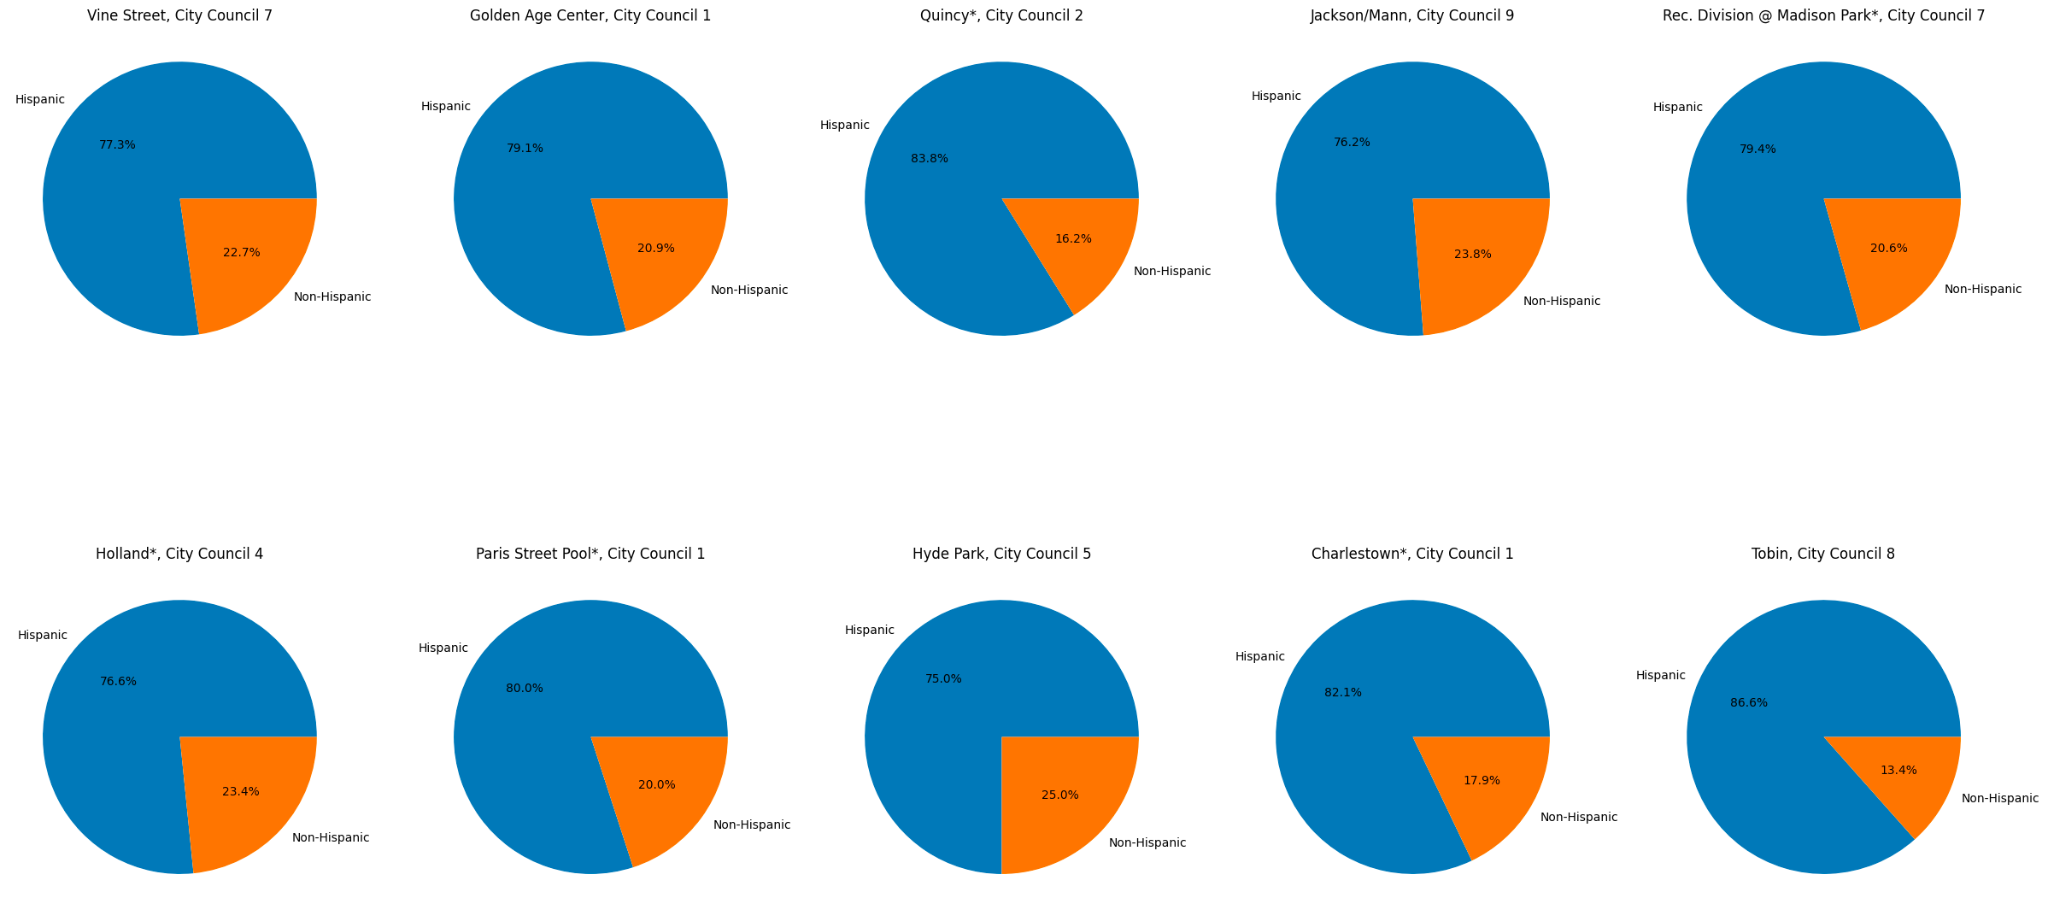 Vine Street, City Council 7
Hispanic
77.3%
22.7%
Non-Hispanic
Golden Age Center, City Council 1
Hispanic
79.1%
20.9%
Non-Hispanic
Quincy*, City Council 2
Hispanic
83.8%
16.2%
Non-Hispanic
Jackson/Mann, City Council 9
Hispanic
76.2%
23.8%
Non-Hispanic
Rec. Division @ Madison Park*, City Council 7
Hispanic
79.4%
20.6%
Non-Hispanic
Holland*, City Council 4
Hispanic
76.6%
23.4%
Non-Hispanic
Paris Street Pool*, City Council 1
Hispanic
80.0%
20.0%
Non-Hispanic
Hyde Park, City Council 5
Hispanic
75.0%
25.0%
Non-Hispanic
Charlestown*, City Council 1
Hispanic
82.1%
17.9%
Non-Hispanic
Tobin, City Council 8
Hispanic
86.6%
13.4%
Non-Hispanic